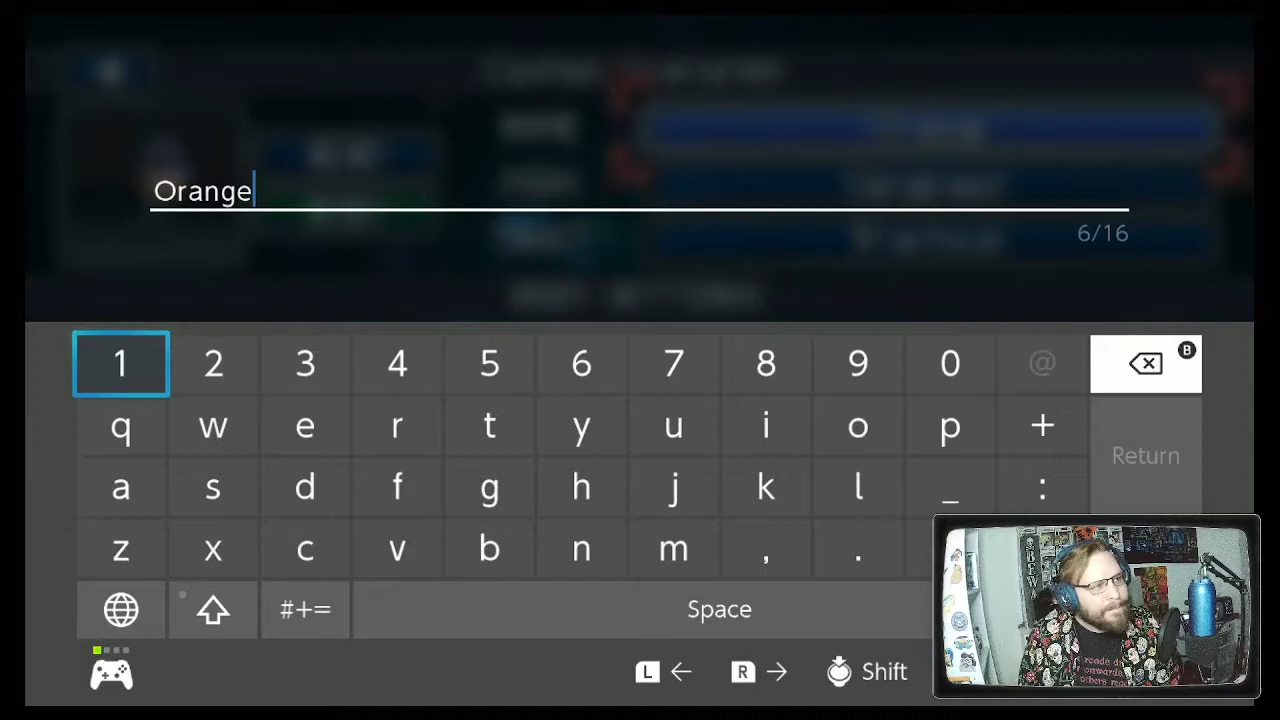 Orange
6/16
1 2 3 4 5 6 7 8 9 0 @ B
q w e r t y u i o p +
Return
a s d f g h j k l _ :
z x c v b n m , .
#+= Space
L ← R → Shift